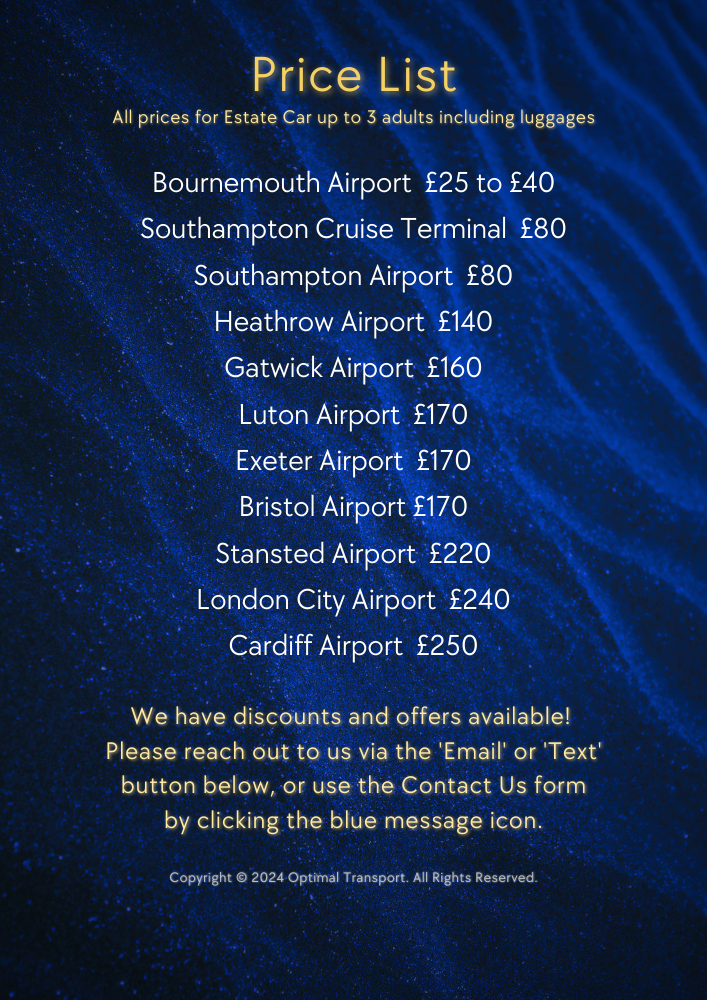 Price List
All prices for Estate Car up to 3 adults including luggages
Bournemouth Airport £25 to £40
Southampton Cruise Terminal £80
Southampton Airport £80
Heathrow Airport £140
Gatwick Airport £160
Luton Airport £170
Exeter Airport £170
Bristol Airport £170
Stansted Airport £220
London City Airport £240
Cardiff Airport £250
We have discounts and offers available!
Please reach out to us via the 'Email' or 'Text'
button below, or use the Contact Us form
by clicking the blue message icon.
Copyright © 2024 Optimal Transport. All Rights Reserved.